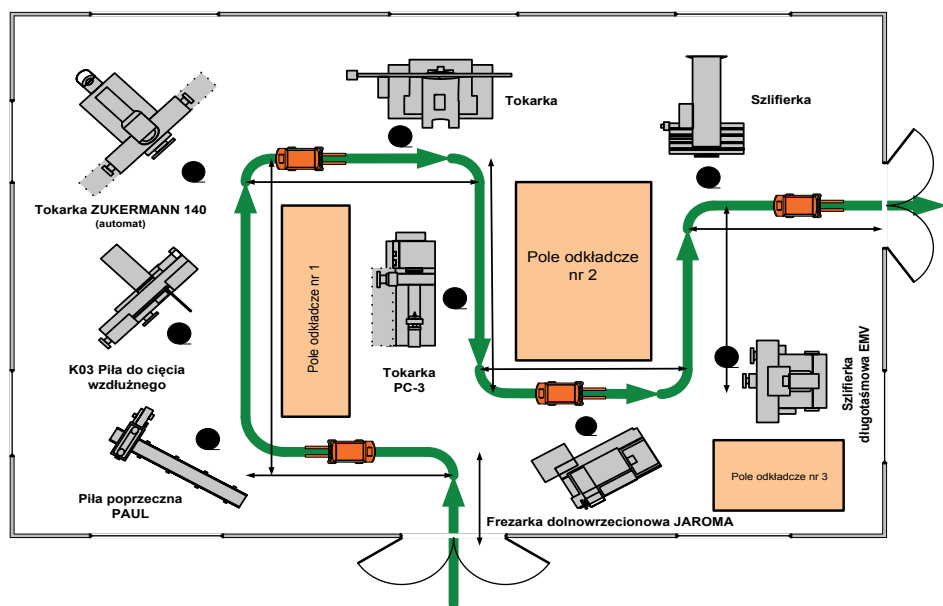 Tokarka
Szlifierka
Tokarka ZUKERMANN 140
(automat)
Pole odkładcze nr 1
Pole odkładcze
nr 2
K03 Piła do cięcia
wzdłużnego
Tokarka
PC-3
Szlifierka
długotaśmowa EMV
Piła poprzeczna
PAUL
Pole odkładcze nr 3
Frezarka dolnowrzecionowa JAROMA